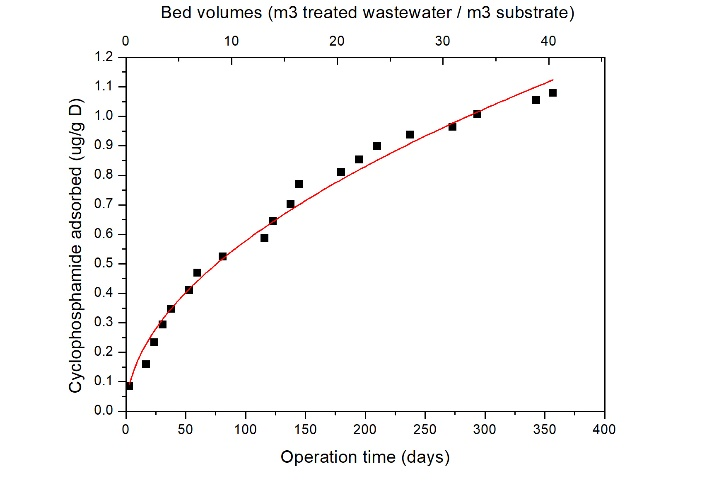 Bed volumes (m3 treated wastewater / m3 substrate)
0 10 20 30 40
1.2
1.1
1.0
0.9
0.8
0.7
0.6
0.5
0.4
0.3
0.2
0.1
0.0
Cyclophosphamide adsorbed (ug/g D)
0 50 100 150 200 250 300 350 400
Operation time (days)